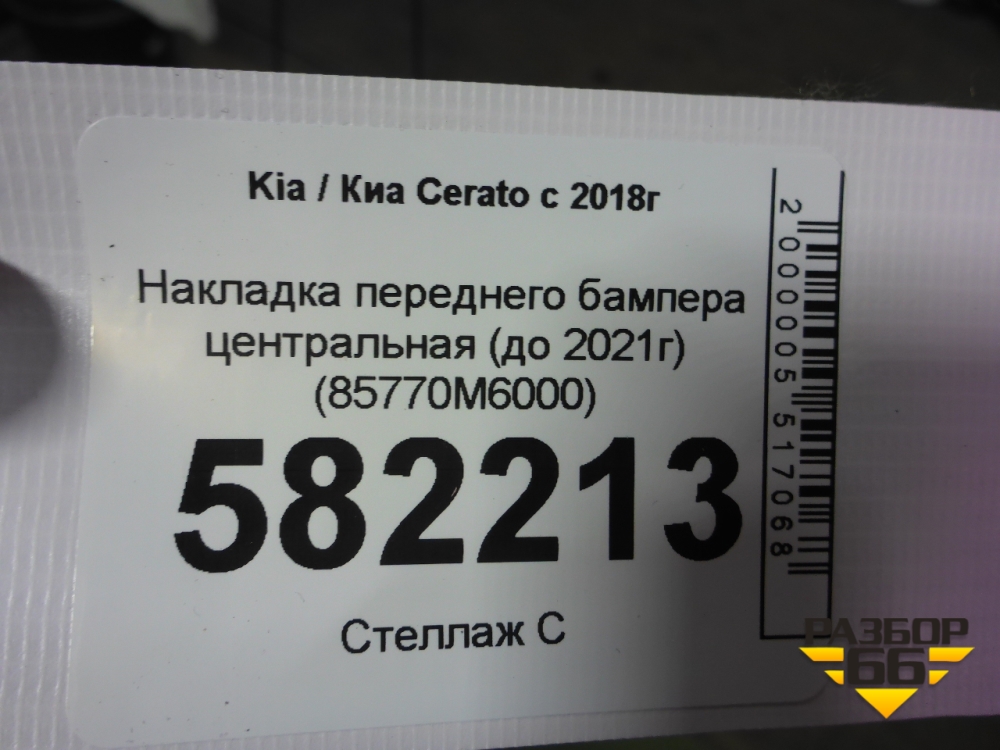 Kia / Киа Cerato с 2018г
Накладка переднего бампера
центральная (до 2021г)
(85770M6000)
582213
Стеллаж С
2000005517068
РАЗБОР
66